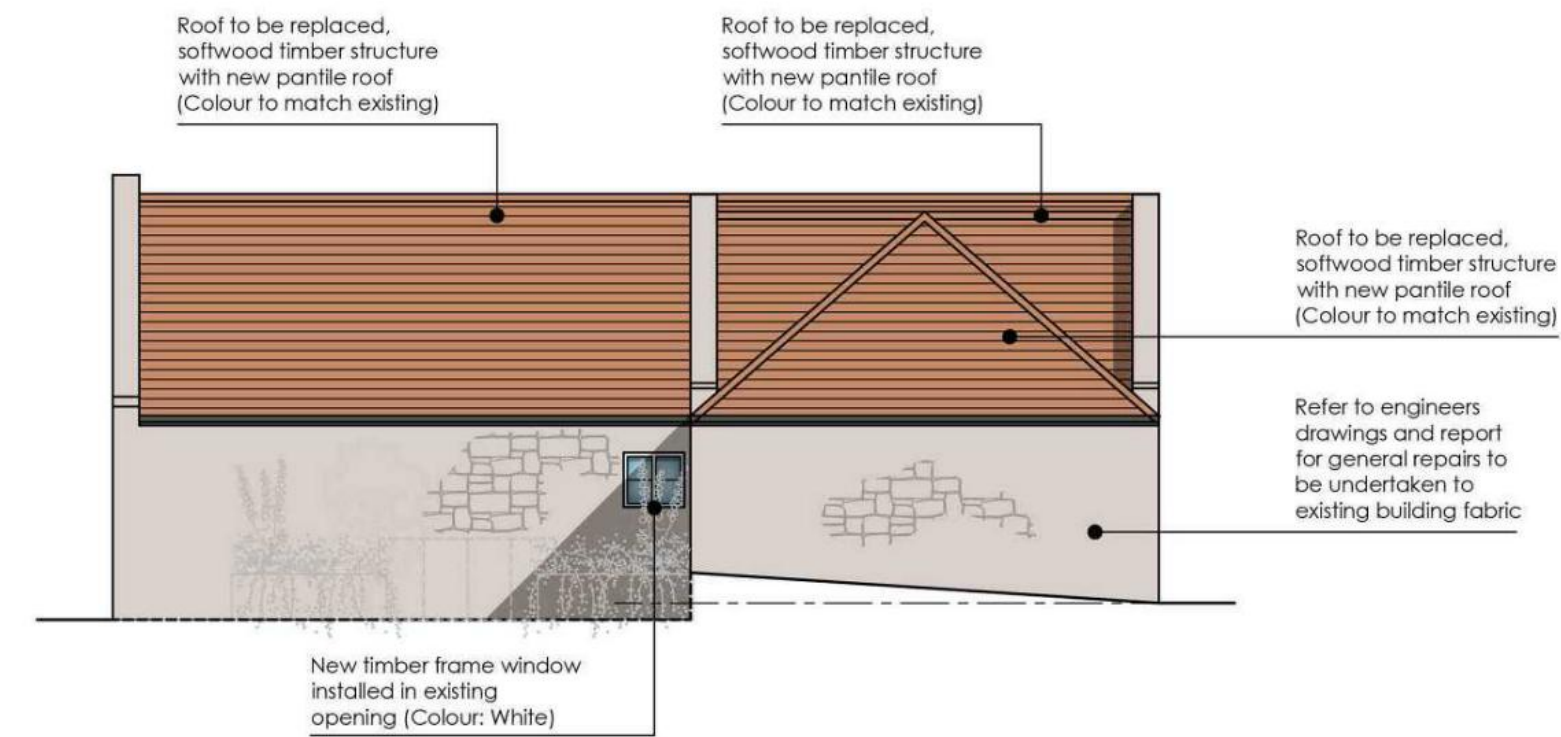 Roof to be replaced,
softwood timber structure
with new pantile roof
(Colour to match existing)
Roof to be replaced,
softwood timber structure
with new pantile roof
(Colour to match existing)
Roof to be replaced,
softwood timber structure
with new pantile roof
(Colour to match existing)
Refer to engineers
drawings and report
for general repairs to
be undertaken to
existing building fabric
New timber frame window
installed in existing
opening (Colour: White)